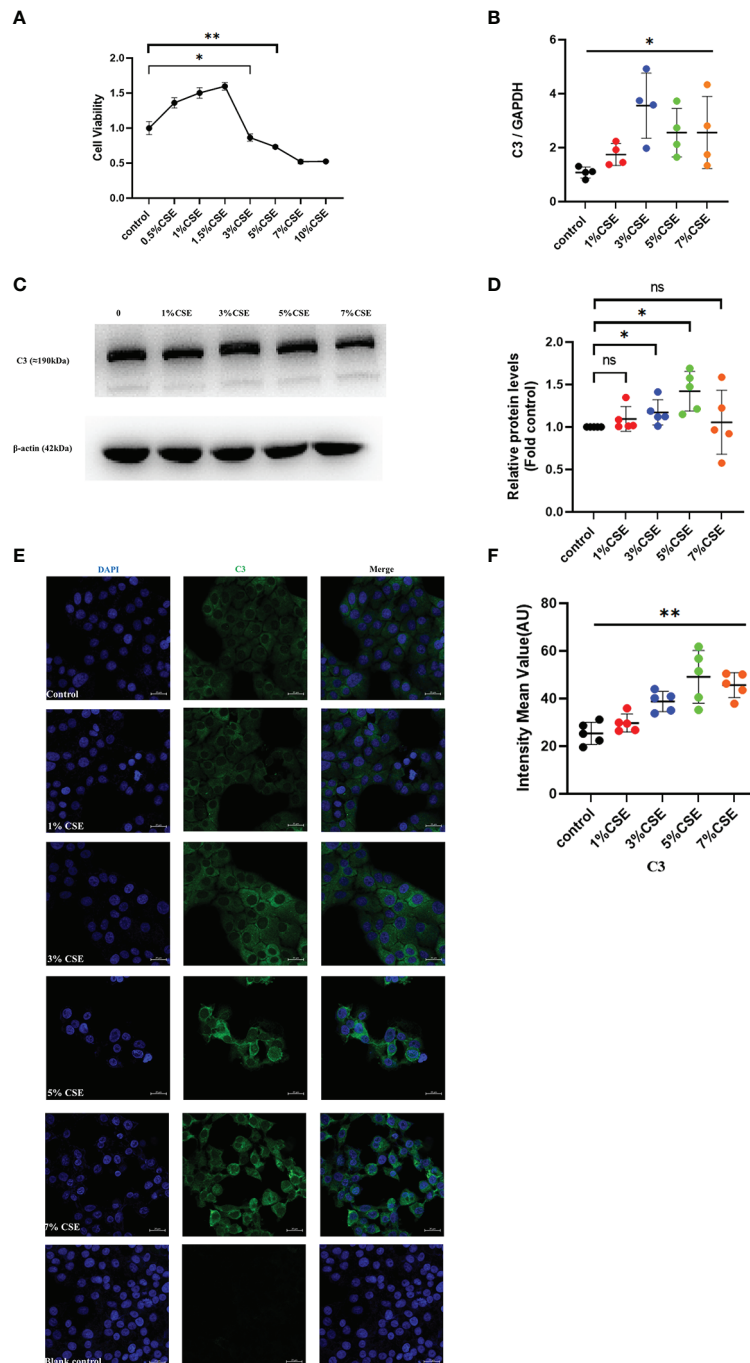 A
**
*
Cell Viability
2.0
1.5
1.0
0.5
0.0
control
0.5%CSE
1%CSE
1.5%CSE
3%CSE
5%CSE
7%CSE
10%CSE
B
*
C3 / GAPDH
6
4
2
0
control
1%CSE
3%CSE
5%CSE
7%CSE
C
0 1%CSE 3%CSE 5%CSE 7%CSE
C3 (≈190kDa)
β-actin (42kDa)
D
ns
*
*
ns
Relative protein levels
(Fold control)
2.0
1.5
1.0
0.5
0.0
control
1%CSE
3%CSE
5%CSE
7%CSE
E
DAPI C3 Merge
Control
1% CSE
3% CSE
5% CSE
7% CSE
Blank control
F
**
Intensity Mean Value(AU)
80
60
40
20
0
control
1%CSE
3%CSE
5%CSE
7%CSE
C3